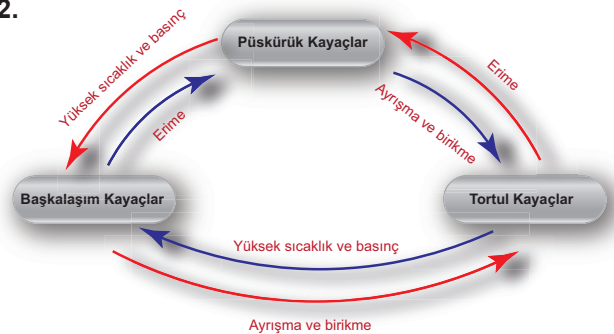 2.
Püskürük Kayaçlar
Yüksek sıcaklık ve basınç
Erime
Erime
Ayrışma ve birikme
Başkalaşım Kayaçlar
Tortul Kayaçlar
Yüksek sıcaklık ve basınç
Ayrışma ve birikme